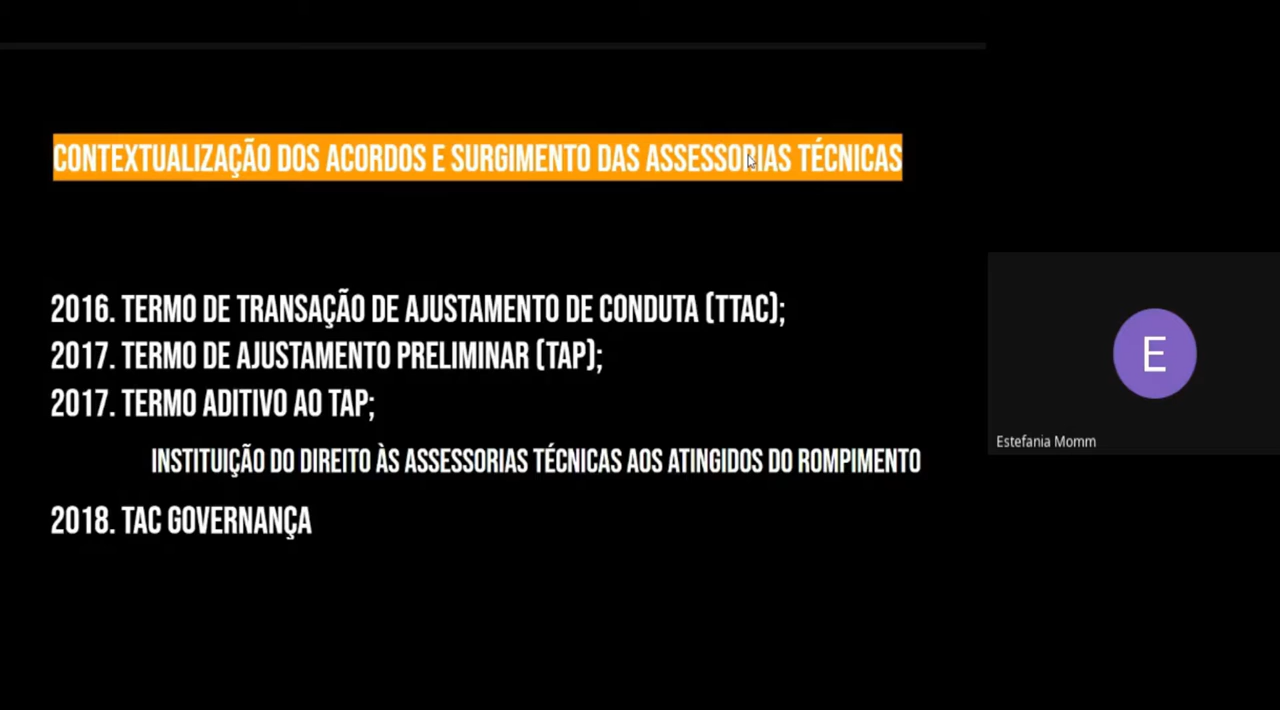 CONTEXTUALIZAÇÃO DOS ACORDOS E SURGIMENTO DAS ASSESSORIAS TÉCNICAS
2016. TERMO DE TRANSAÇÃO DE AJUSTAMENTO DE CONDUTA (TTAC);
2017. TERMO DE AJUSTAMENTO PRELIMINAR (TAP);
2017. TERMO ADITIVO AO TAP;
INSTITUIÇÃO DO DIREITO ÀS ASSESSORIAS TÉCNICAS AOS ATINGIDOS DO ROMPIMENTO
2018. TAC GOVERNANÇA
E
Estefania Momm